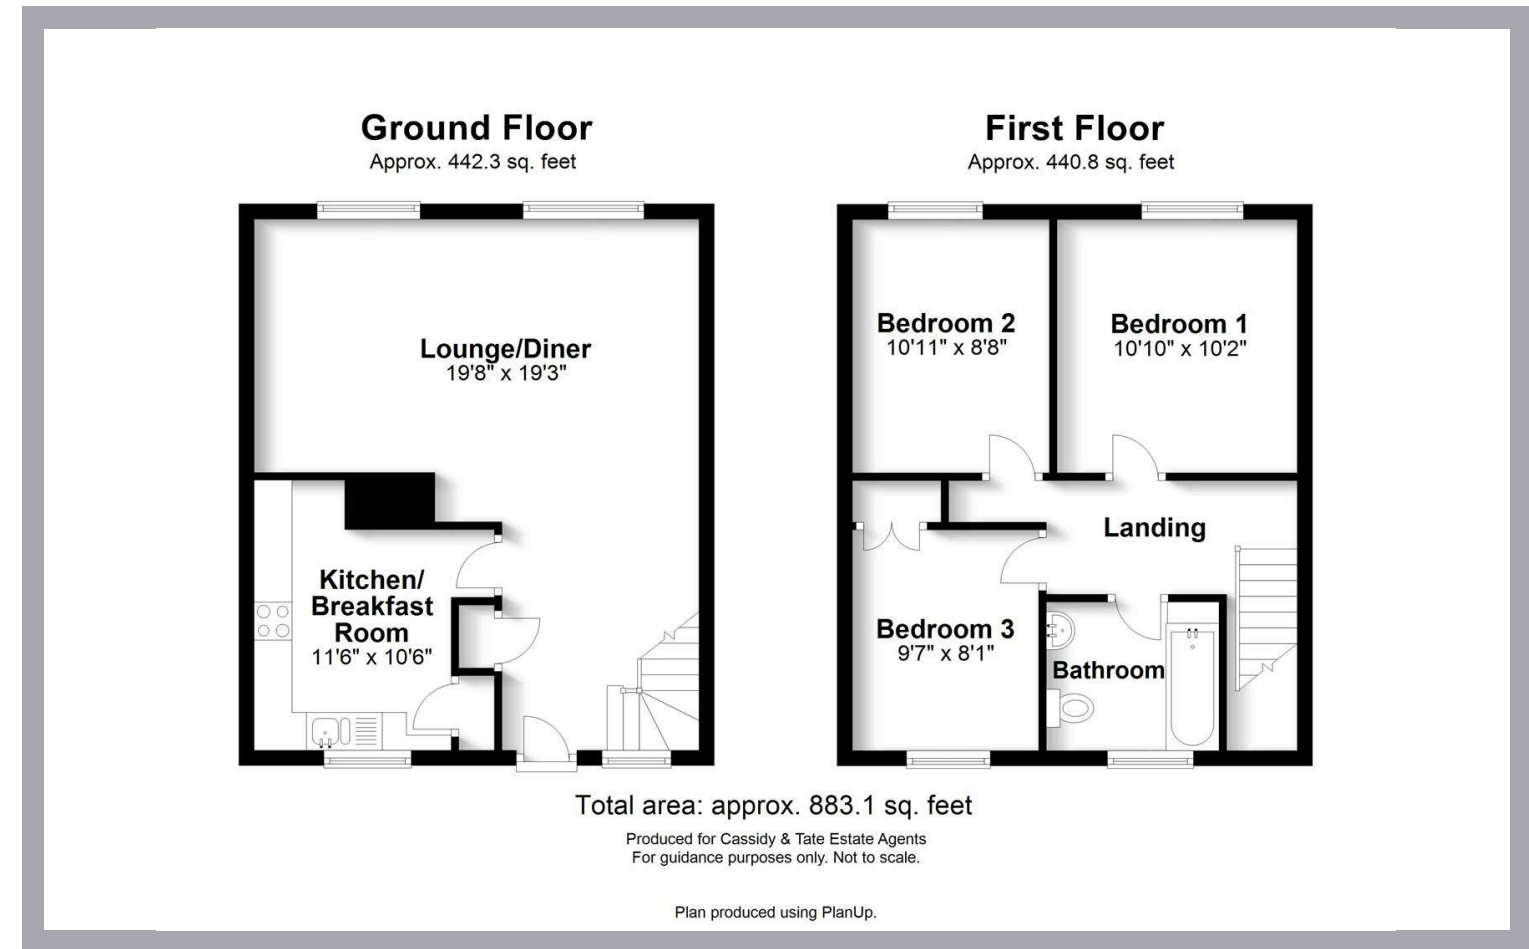 Ground Floor
Approx. 442.3 sq. feet
First Floor
Approx. 440.8 sq. feet
Lounge/Diner
19'8" x 19'3"
Kitchen/
Breakfast
Room
11'6" x 10'6"
Bedroom 2
10'11" x 8'8"
Bedroom 1
10'10" x 10'2"
Landing
Bedroom 3
9'7" x 8'1"
Bathroom
Total area: approx. 883.1 sq. feet
Produced for Cassidy & Tate Estate Agents
For guidance purposes only. Not to scale.
Plan produced using PlanUp.